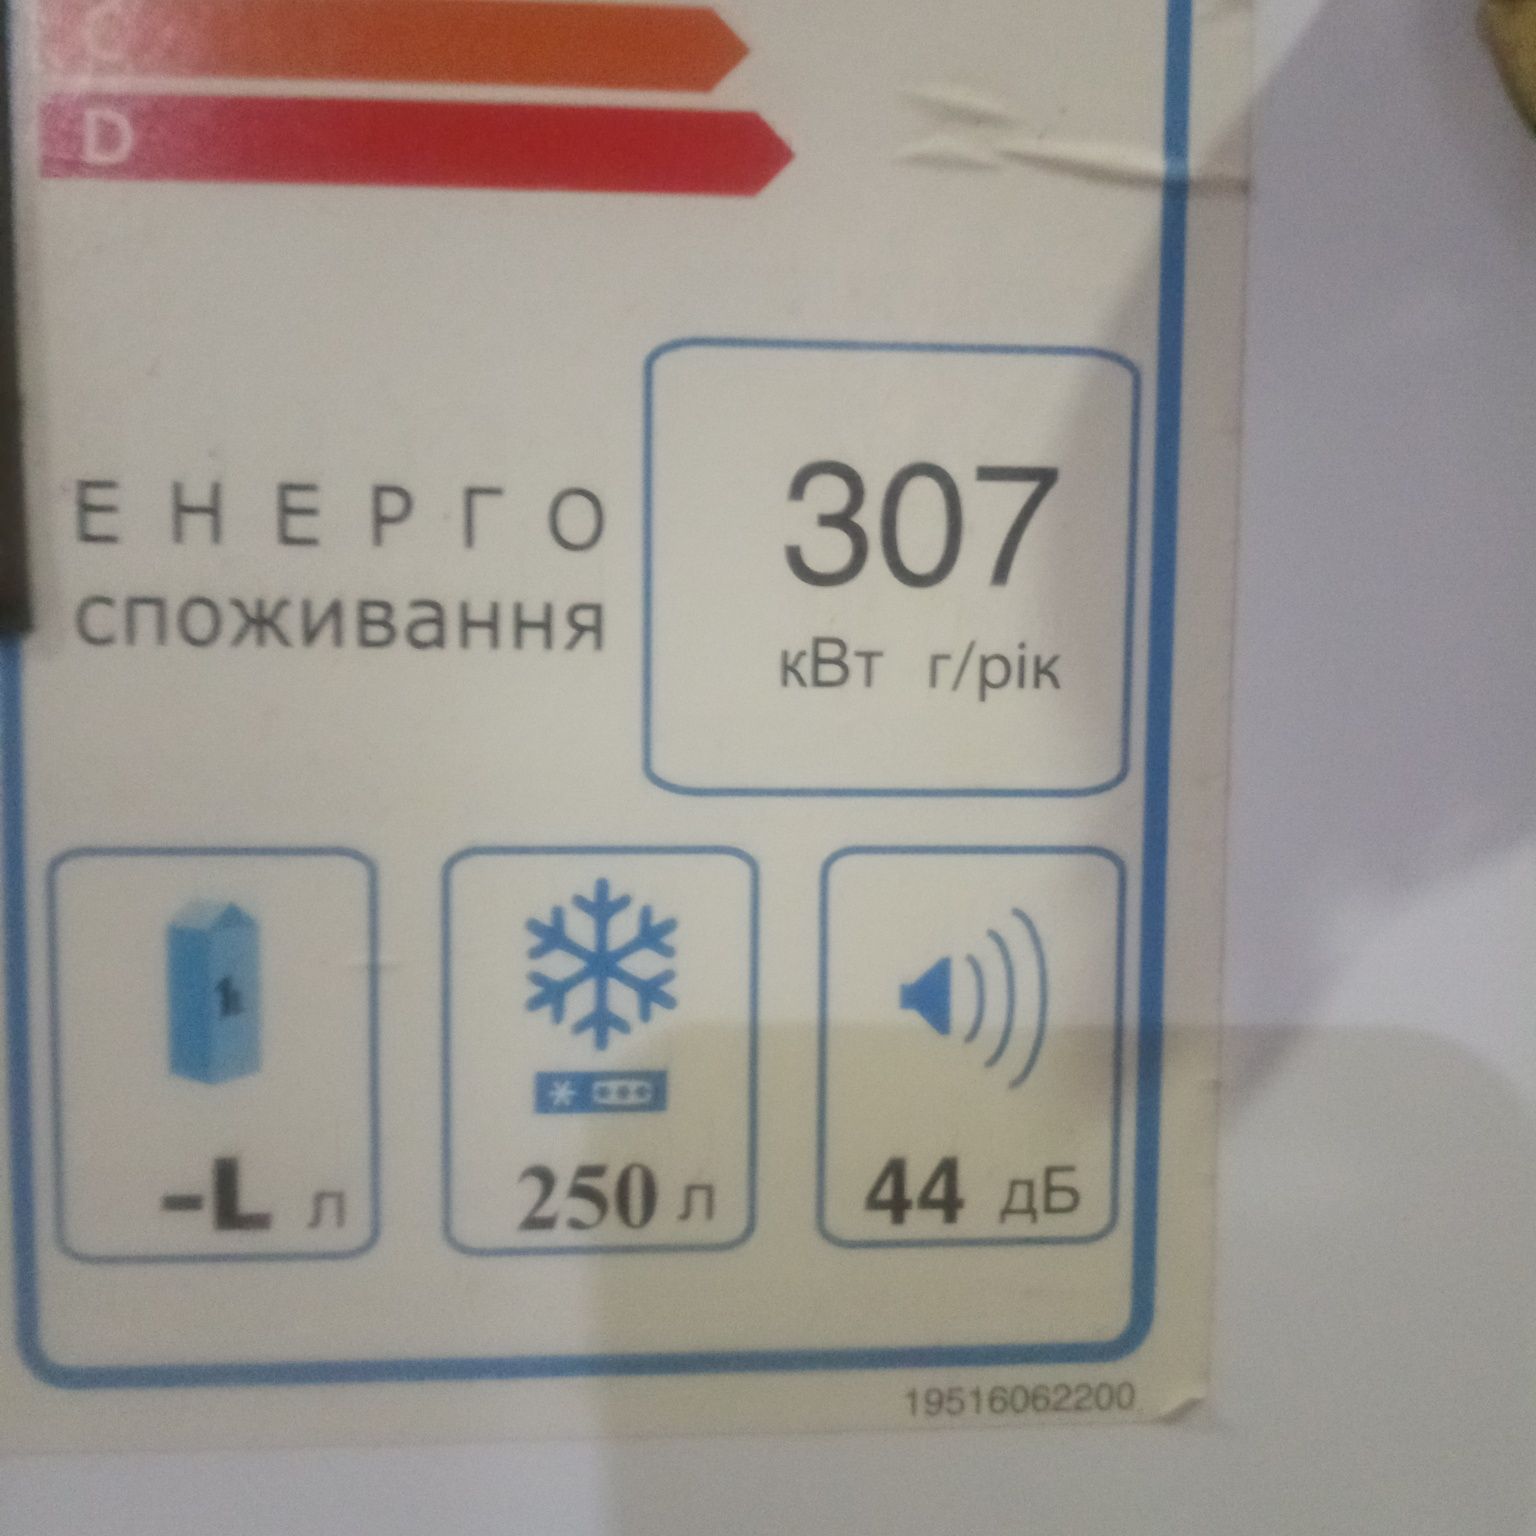 C
D
ЕНЕРГО
споживання
307
кВт г/рік
-L л
250 л
44 дБ
19516062200